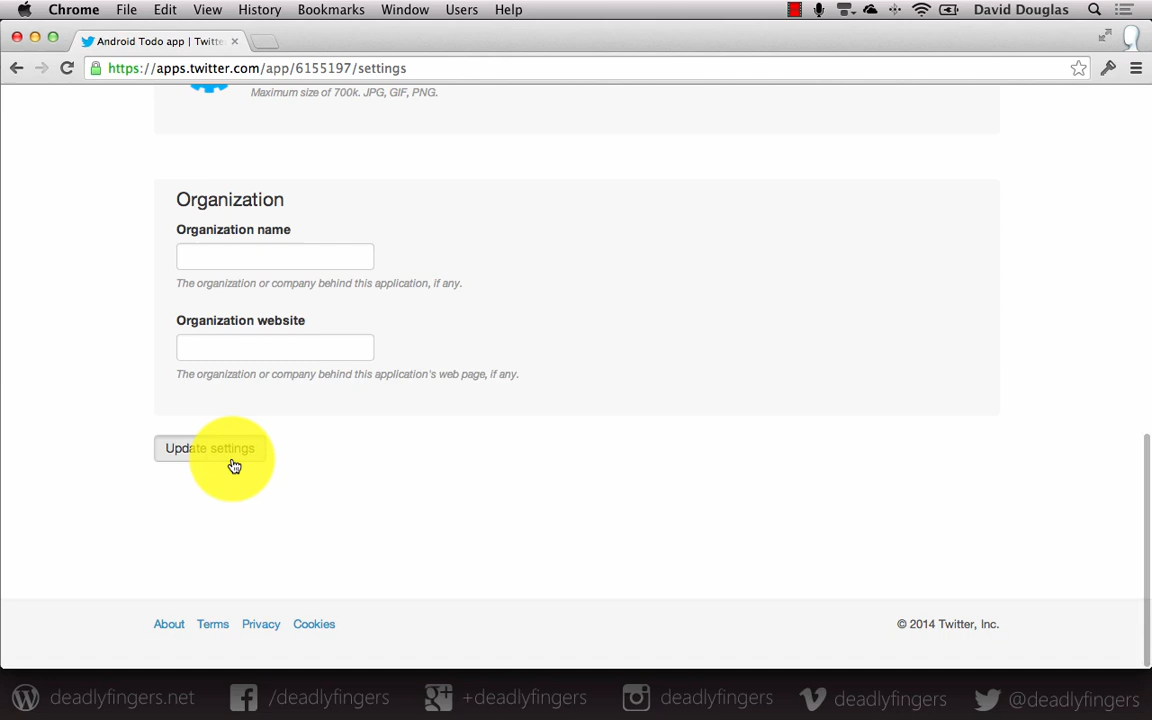 Chrome File Edit View History Bookmarks Window Users Help David Douglas
Android Todo app | Twitte
https://apps.twitter.com/app/6155197/settings
Maximum size of 700k. JPG, GIF, PNG.
Organization
Organization name
The organization or company behind this application, if any.
Organization website
The organization or company behind this application's web page, if any.
Update settings
About Terms Privacy Cookies © 2014 Twitter, Inc.
deadlyfingers.net /deadlyfingers +deadlyfingers deadlyfingers deadlyfingers @deadlyfingers